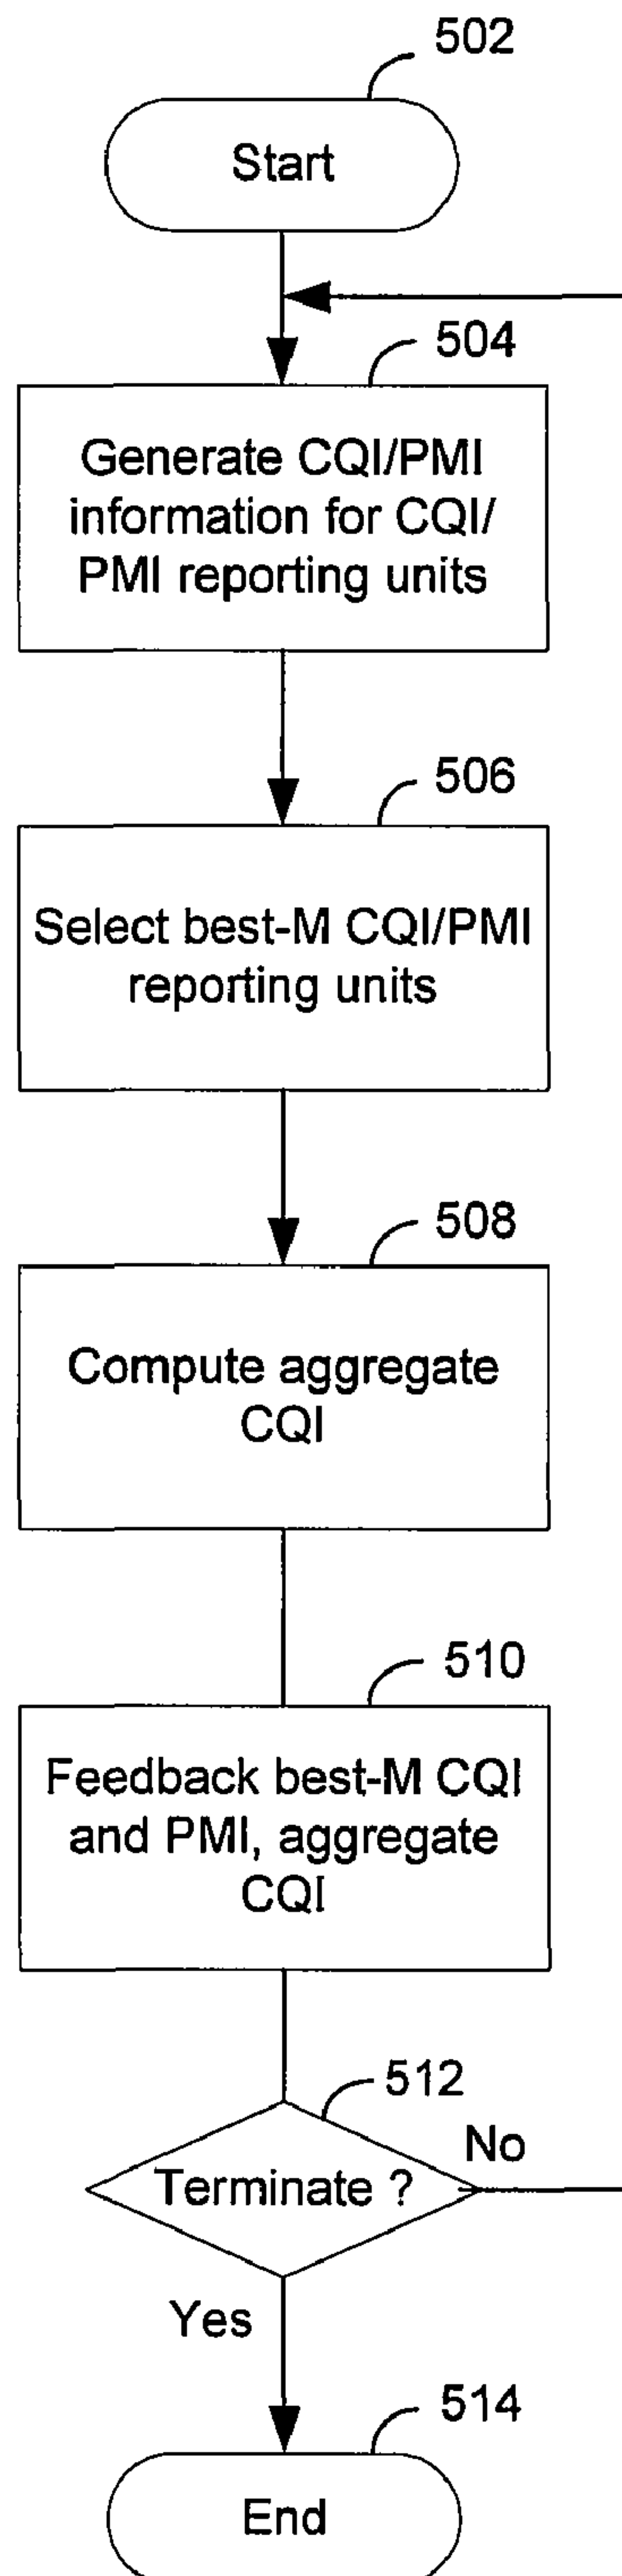 502
Start
504
Generate CQI/PMI
information for CQI/
PMI reporting units
506
Select best-M CQI/PMI
reporting units
508
Compute aggregate
CQI
510
Feedback best-M CQI
and PMI, aggregate
CQI
512
No
Terminate ?
Yes
514
End